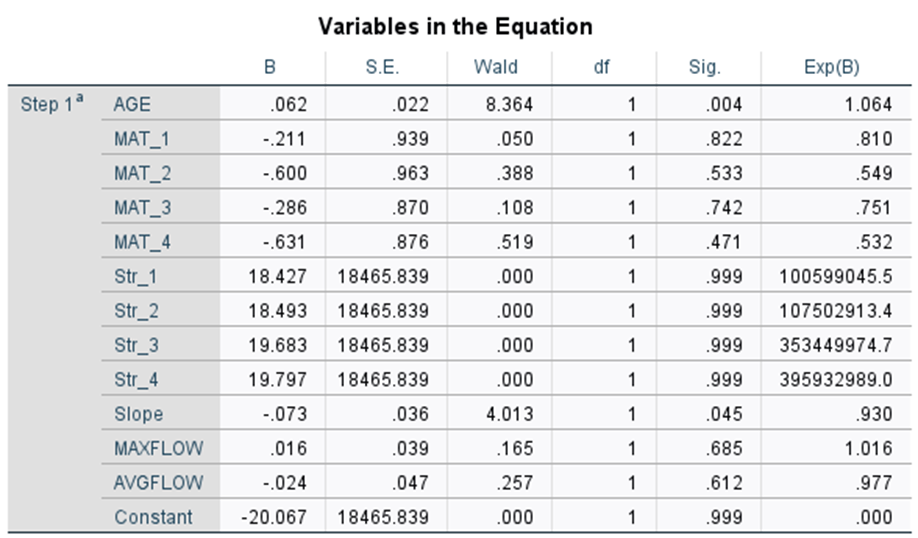 Variables in the Equation
B S.E. Wald df Sig. Exp(B)
Step 1a AGE .062 .022 8.364 1 .004 1.064
MAT_1 -.211 .939 .050 1 .822 .810
MAT_2 -.600 .963 .388 1 .533 .549
MAT_3 -.286 .870 .108 1 .742 .751
MAT_4 -.631 .876 .519 1 .471 .532
Str_1 18.427 18465.839 .000 1 .999 100599045.5
Str_2 18.493 18465.839 .000 1 .999 107502913.4
Str_3 19.683 18465.839 .000 1 .999 353449974.7
Str_4 19.797 18465.839 .000 1 .999 395932989.0
Slope -.073 .036 4.013 1 .045 .930
MAXFLOW .016 .039 .165 1 .685 1.016
AVGFLOW -.024 .047 .257 1 .612 .977
Constant -20.067 18465.839 .000 1 .999 .000